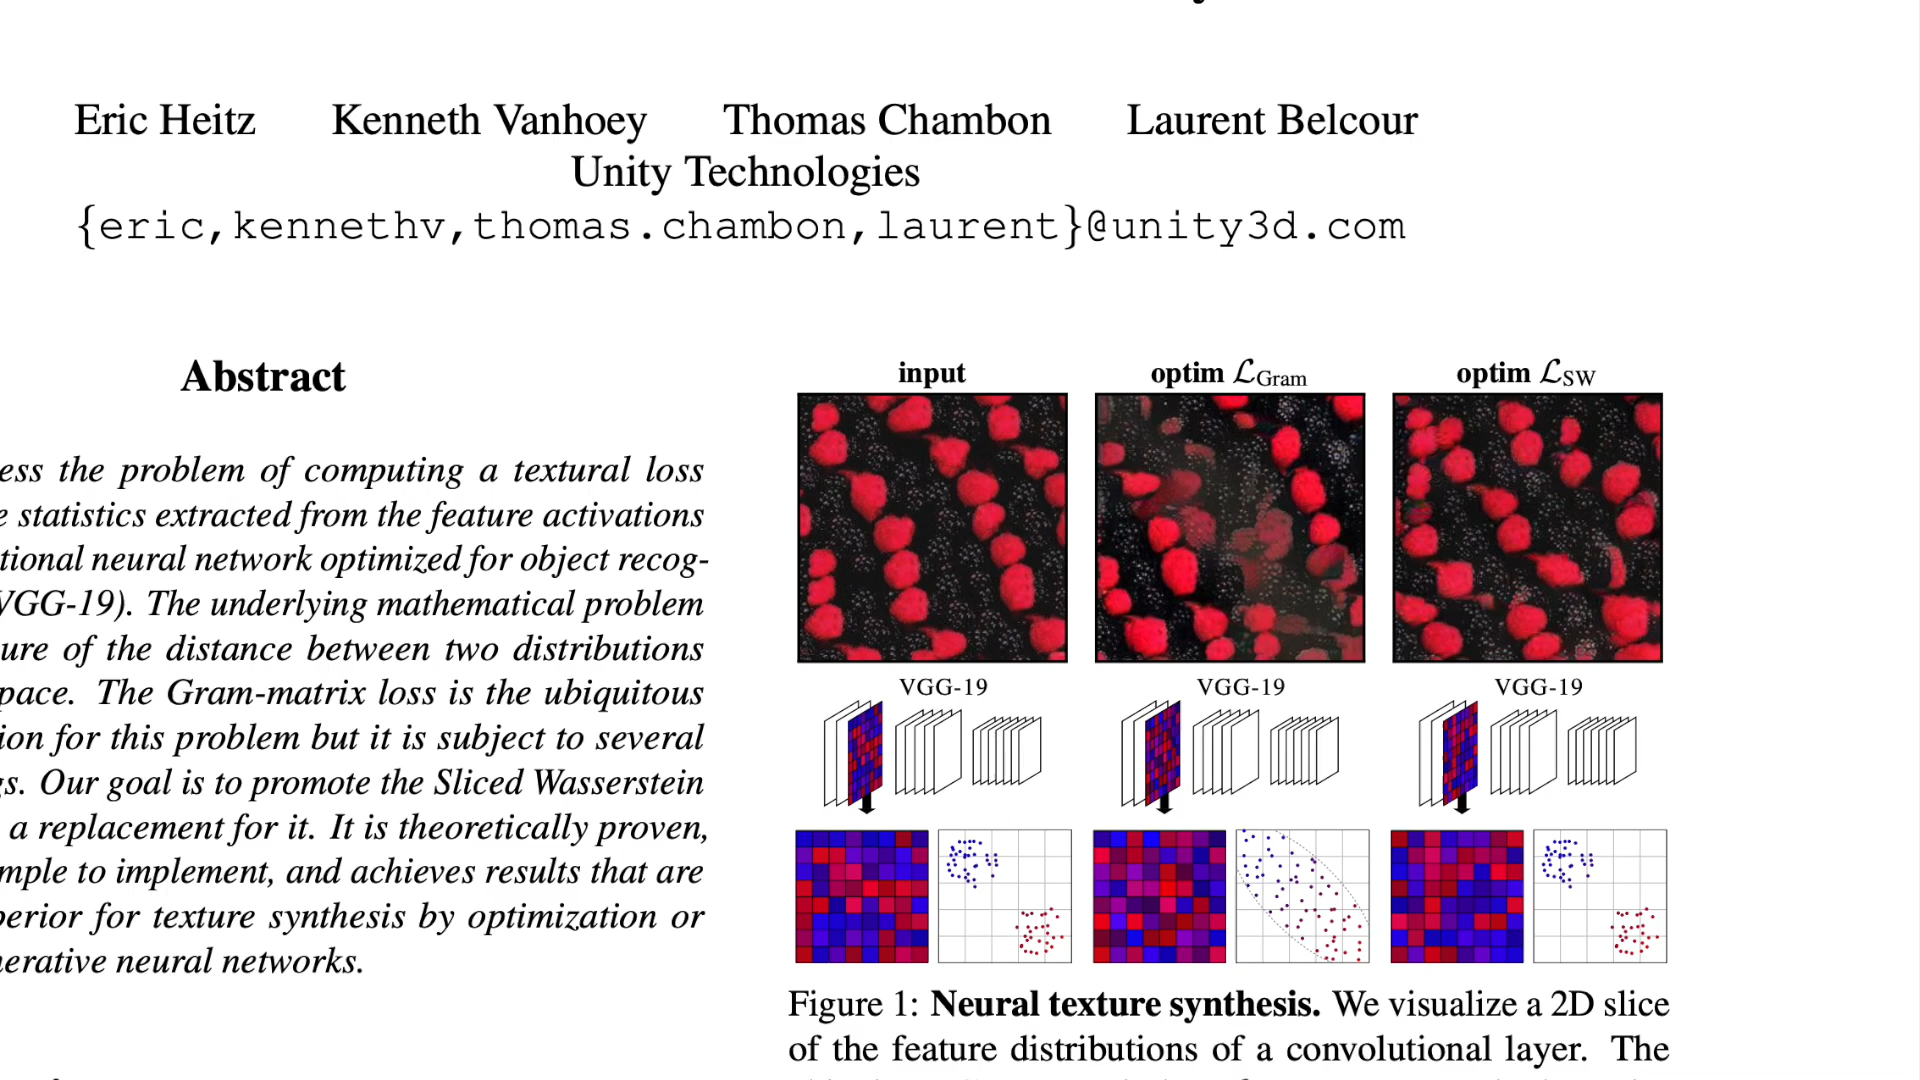 Eric Heitz Kenneth Vanhoey Thomas Chambon Laurent Belcour
Unity Technologies
{eric,kennethv,thomas.chambon,laurent}@unity3d.com
Abstract
ess the problem of computing a textural loss
e statistics extracted from the feature activations
tional neural network optimized for object recog-
VGG-19). The underlying mathematical problem
ure of the distance between two distributions
pace. The Gram-matrix loss is the ubiquitous
ion for this problem but it is subject to several
gs. Our goal is to promote the Sliced Wasserstein
a replacement for it. It is theoretically proven,
mple to implement, and achieves results that are
perior for texture synthesis by optimization or
nerative neural networks.
input optim ℒGram optim ℒSW
VGG-19 VGG-19 VGG-19
Figure 1: Neural texture synthesis. We visualize a 2D slice
of the feature distributions of a convolutional layer. The